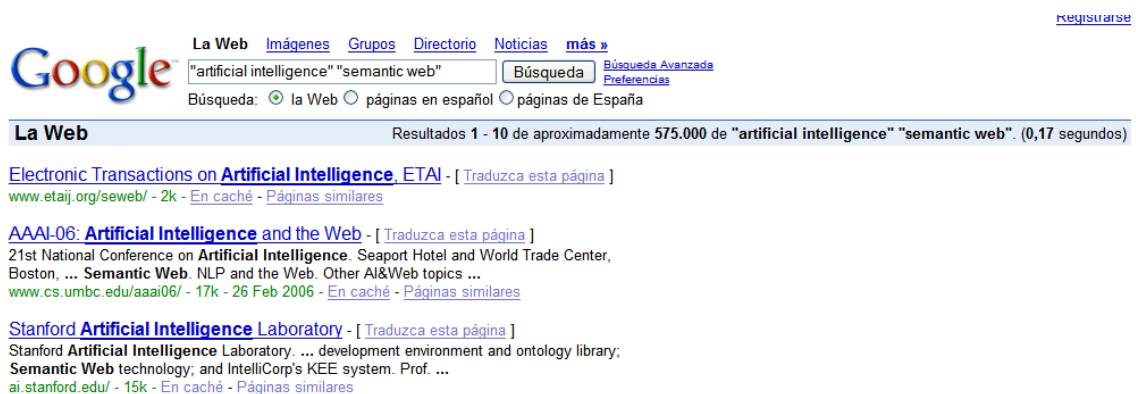 Registrarse
Google™
La Web Imágenes Grupos Directorio Noticias más »
"artificial intelligence" "semantic web" Búsqueda Búsqueda Avanzada
Preferencias
Búsqueda: la Web páginas en español páginas de España
La Web Resultados 1 - 10 de aproximadamente 575.000 de "artificial intelligence" "semantic web". (0,17 segundos)
Electronic Transactions on Artificial Intelligence, ETAI - [ Traduzca esta página ]
www.etaij.org/seweb/ - 2k - En caché - Páginas similares
AAAI-06: Artificial Intelligence and the Web - [ Traduzca esta página ]
21st National Conference on Artificial Intelligence. Seaport Hotel and World Trade Center,
Boston, ... Semantic Web. NLP and the Web. Other AI&Web topics ...
www.cs.umbc.edu/aaai06/ - 17k - 26 Feb 2006 - En caché - Páginas similares
Stanford Artificial Intelligence Laboratory - [ Traduzca esta página ]
Stanford Artificial Intelligence Laboratory. ... development environment and ontology library;
Semantic Web technology; and IntelliCorp's KEE system. Prof. ...
ai.stanford.edu/ - 15k - En caché - Páginas similares